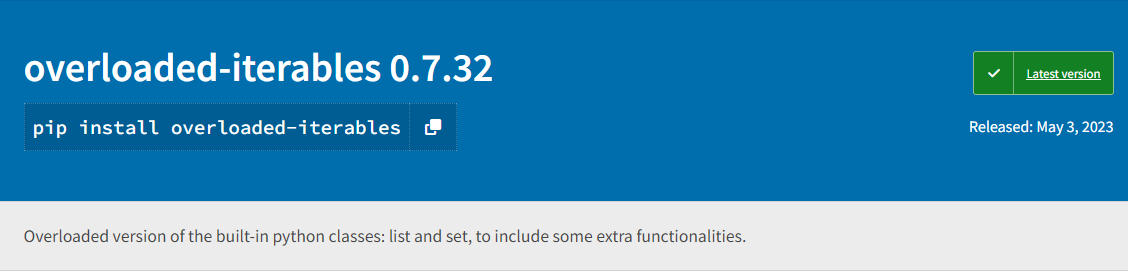 overloaded-iterables 0.7.32
pip install overloaded-iterables
Latest version
Released: May 3, 2023
Overloaded version of the built-in python classes: list and set, to include some extra functionalities.